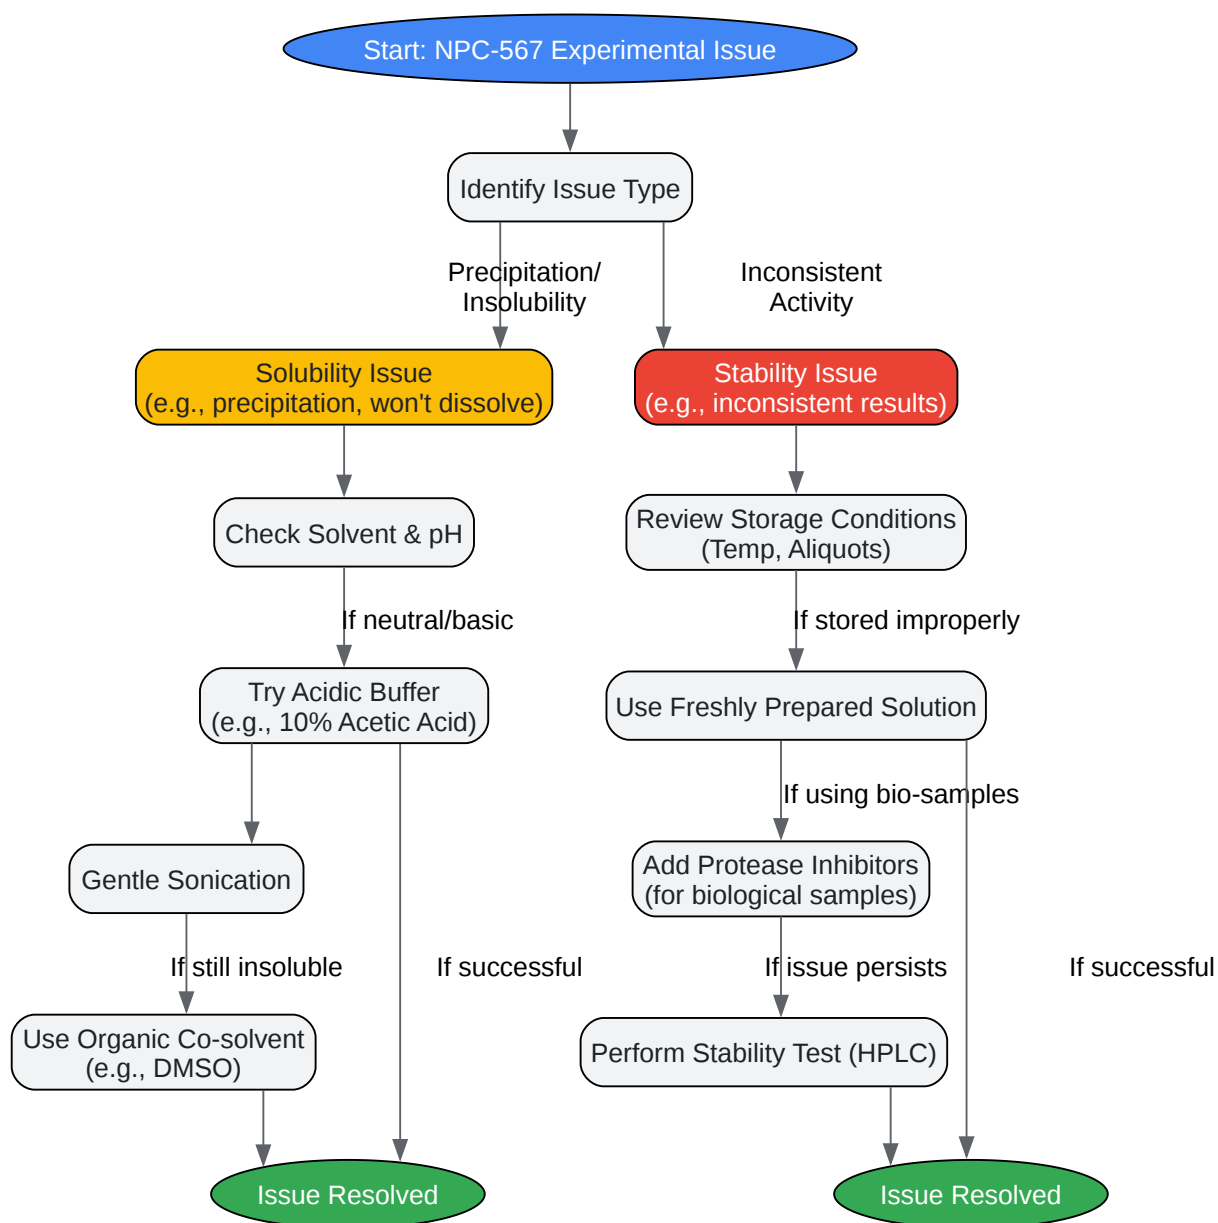 Start: NPC-567 Experimental Issue
Identify Issue Type
Precipitation/
Insolubility
Inconsistent
Activity
Solubility Issue
(e.g., precipitation, won't dissolve)
Stability Issue
(e.g., inconsistent results)
Check Solvent & pH
Review Storage Conditions
(Temp, Aliquots)
If neutral/basic
If stored improperly
Try Acidic Buffer
(e.g., 10% Acetic Acid)
Use Freshly Prepared Solution
If using bio-samples
Gentle Sonication
Add Protease Inhibitors
(for biological samples)
If still insoluble
If successful
If issue persists
If successful
Use Organic Co-solvent
(e.g., DMSO)
Perform Stability Test (HPLC)
Issue Resolved
Issue Resolved